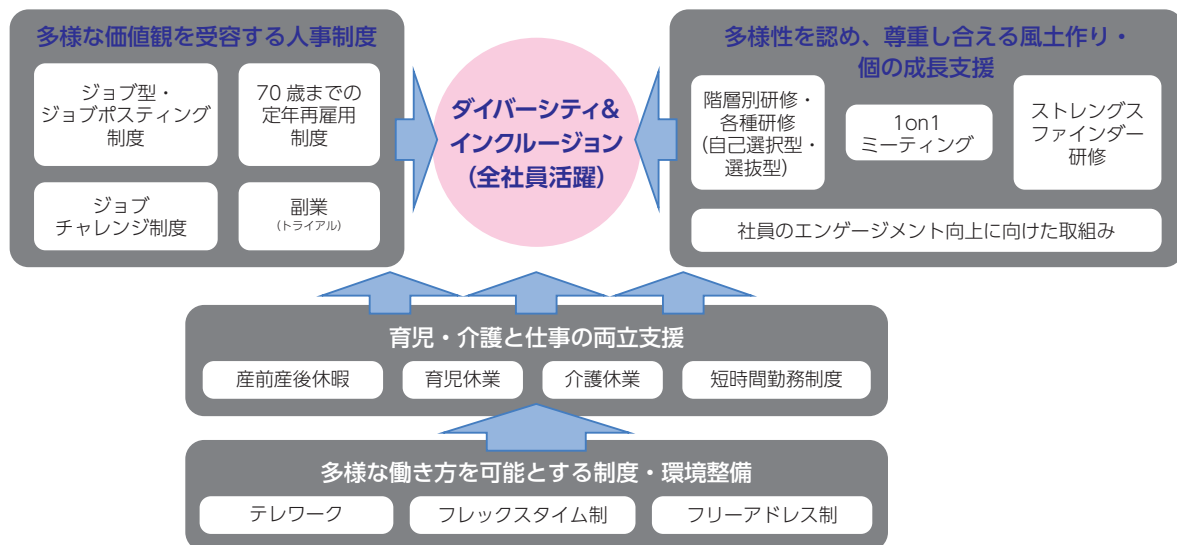 多様な価値観を受容する人事制度
ジョブ型・
ジョブポスティング
制度
70 歳までの
定年再雇用
制度
ジョブ
チャレンジ制度
副業
(トライアル)
ダイバーシティ&
インクルージョン
(全社員活躍)
多様性を認め、尊重し合える風土作り・
個の成長支援
階層別研修・
各種研修
(自己選択型・
選抜型)
1on1
ミーティング
ストレングス
ファインダー
研修
社員のエンゲージメント向上に向けた取組み
育児・介護と仕事の両立支援
産前産後休暇
育児休業
介護休業
短時間勤務制度
多様な働き方を可能とする制度・環境整備
テレワーク
フレックスタイム制
フリーアドレス制